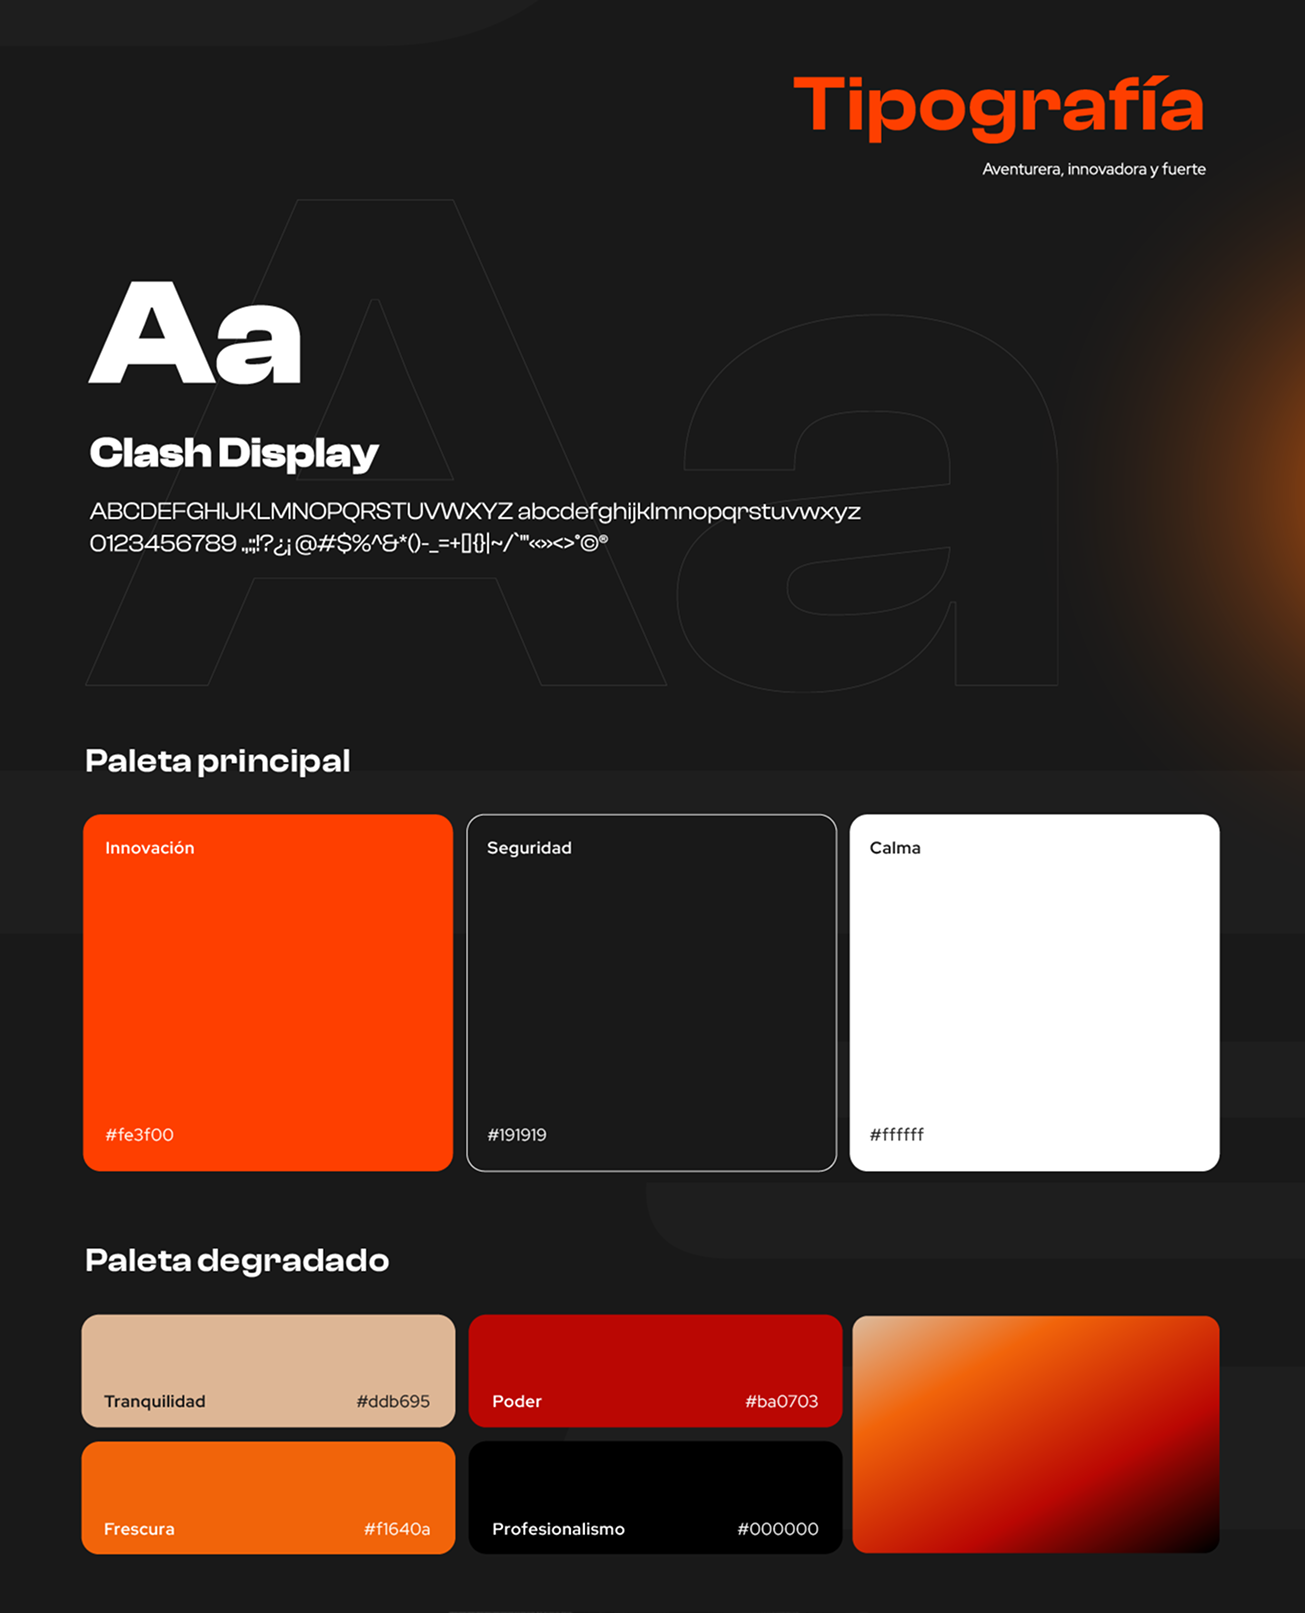 Tipografía
Aventurera, innovadora y fuerte
Aa
Clash Display
ABCDEFGHIJKLMNOPQRSTUVWXYZ abcdefghijklmnopqrstuvwxyz
0123456789 .,:;!?¿¡ @#$%^&*()-_=+[]{}|~/`'"‹›«»<>°©®
Paleta principal
Innovación
Seguridad
Calma
#fe3f00
#191919
#ffffff
Paleta degradado
Tranquilidad #ddb695
Poder #ba0703
Frescura #f1640a
Profesionalismo #000000